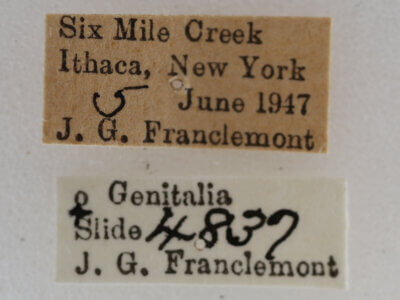 Six Mile Creek
Ithaca, New York
5 June 1947
J. G. Franclemont
♀ Genitalia
Slide 4837
J. G. Franclemont